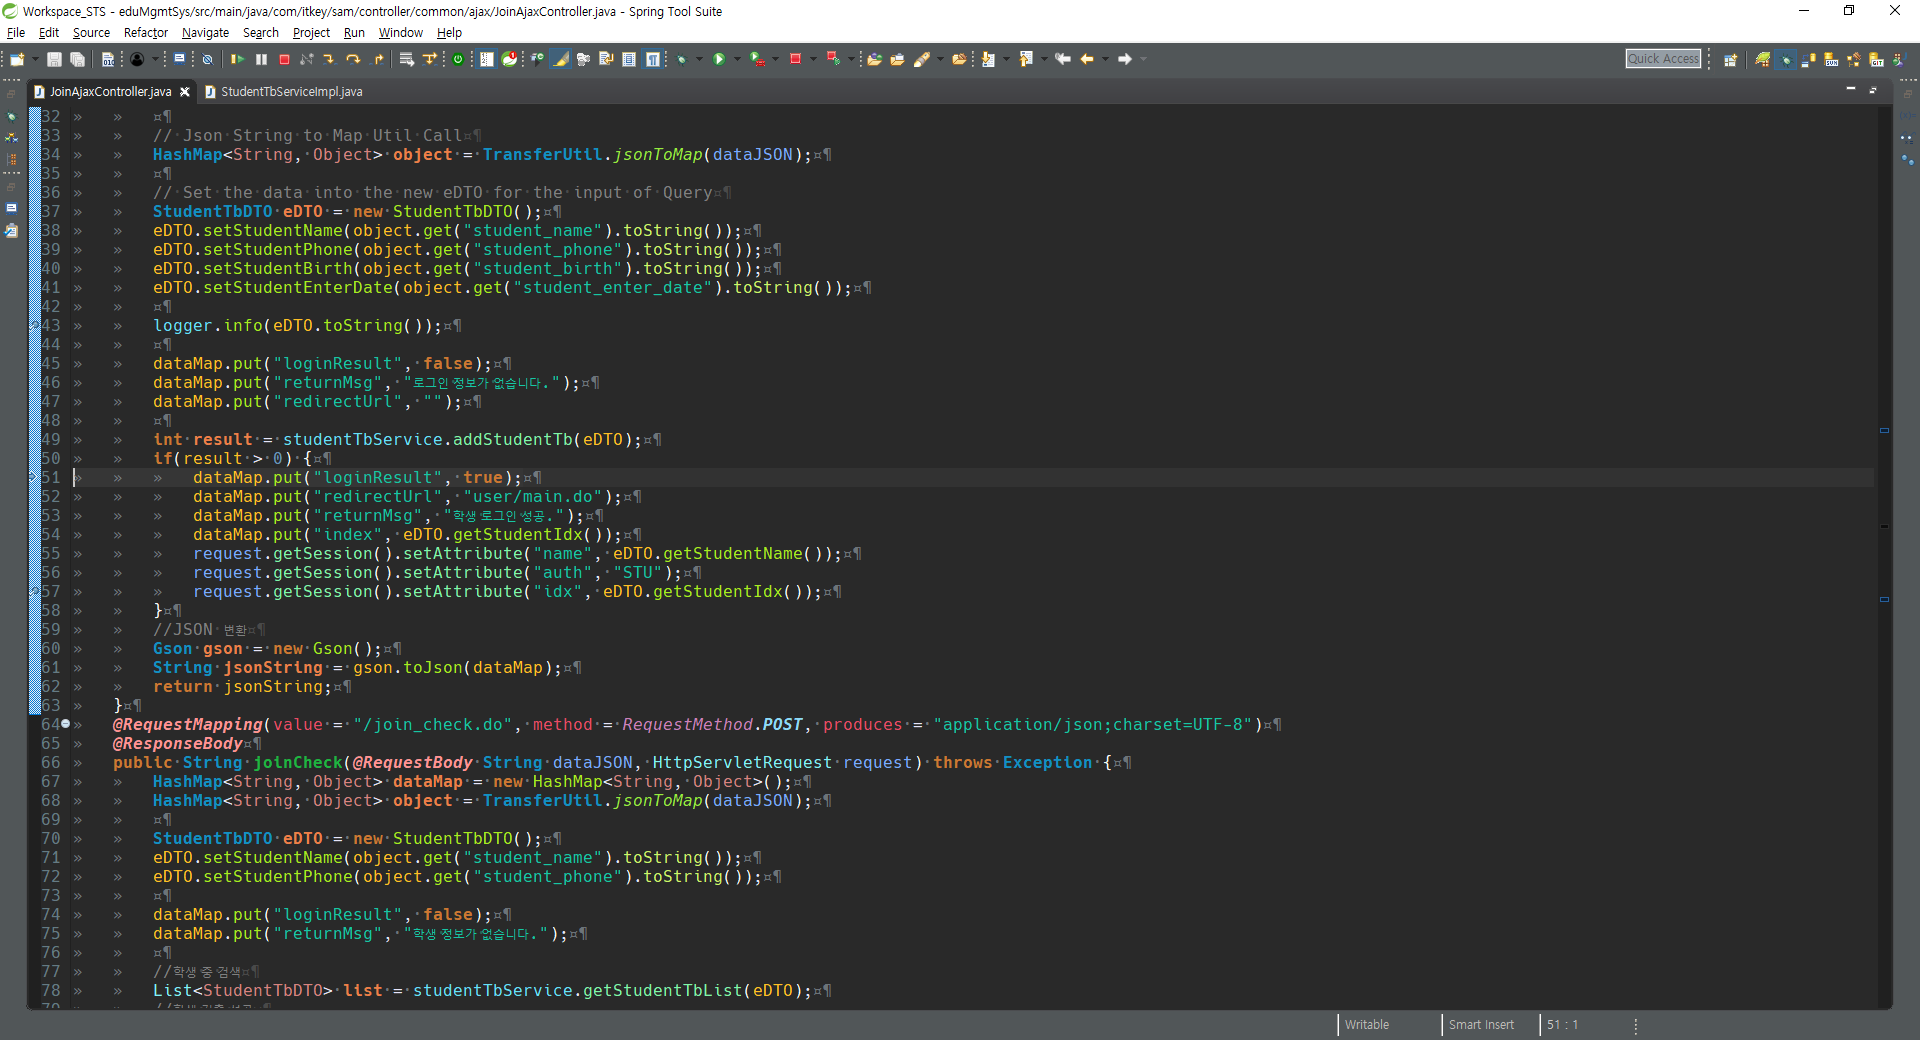 Workspace_STS - eduMgmtSys/src/main/java/com/itkey/sam/controller/common/ajax/JoinAjaxController.java - Spring Tool Suite
File Edit Source Refactor Navigate Search Project Run Window Help
Quick Access
JoinAjaxController.java StudentTbServiceImpl.java
32
33 // Json String to Map Util Call
34 HashMap<String, Object> object = TransferUtil.jsonToMap(dataJSON);
35
36 // Set the data into the new eDTO for the input of Query
37 StudentTbDTO eDTO = new StudentTbDTO();
38 eDTO.setStudentName(object.get("student_name").toString());
39 eDTO.setStudentPhone(object.get("student_phone").toString());
40 eDTO.setStudentBirth(object.get("student_birth").toString());
41 eDTO.setStudentEnterDate(object.get("student_enter_date").toString());
42
43 logger.info(eDTO.toString());
44
45 dataMap.put("loginResult", false);
46 dataMap.put("returnMsg", "로그인 정보가 없습니다.");
47 dataMap.put("redirectUrl", "");
48
49 int result = studentTbService.addStudentTb(eDTO);
50 if(result > 0) {
51 dataMap.put("loginResult", true);
52 dataMap.put("redirectUrl", "user/main.do");
53 dataMap.put("returnMsg", "학생 로그인 성공.");
54 dataMap.put("index", eDTO.getStudentIdx());
55 request.getSession().setAttribute("name", eDTO.getStudentName());
56 request.getSession().setAttribute("auth", "STU");
57 request.getSession().setAttribute("idx", eDTO.getStudentIdx());
58 }
59 //JSON 변환
60 Gson gson = new Gson();
61 String jsonString = gson.toJson(dataMap);
62 return jsonString;
63 }
64 @RequestMapping(value = "/join_check.do", method = RequestMethod.POST, produces = "application/json;charset=UTF-8")
65 @ResponseBody
66 public String joinCheck(@RequestBody String dataJSON, HttpServletRequest request) throws Exception {
67 HashMap<String, Object> dataMap = new HashMap<String, Object>();
68 HashMap<String, Object> object = TransferUtil.jsonToMap(dataJSON);
69
70 StudentTbDTO eDTO = new StudentTbDTO();
71 eDTO.setStudentName(object.get("student_name").toString());
72 eDTO.setStudentPhone(object.get("student_phone").toString());
73
74 dataMap.put("loginResult", false);
75 dataMap.put("returnMsg", "학생 정보가 없습니다.");
76
77 //학생 중 검색
78 List<StudentTbDTO> list = studentTbService.getStudentTbList(eDTO);
Writable Smart Insert 51 : 1